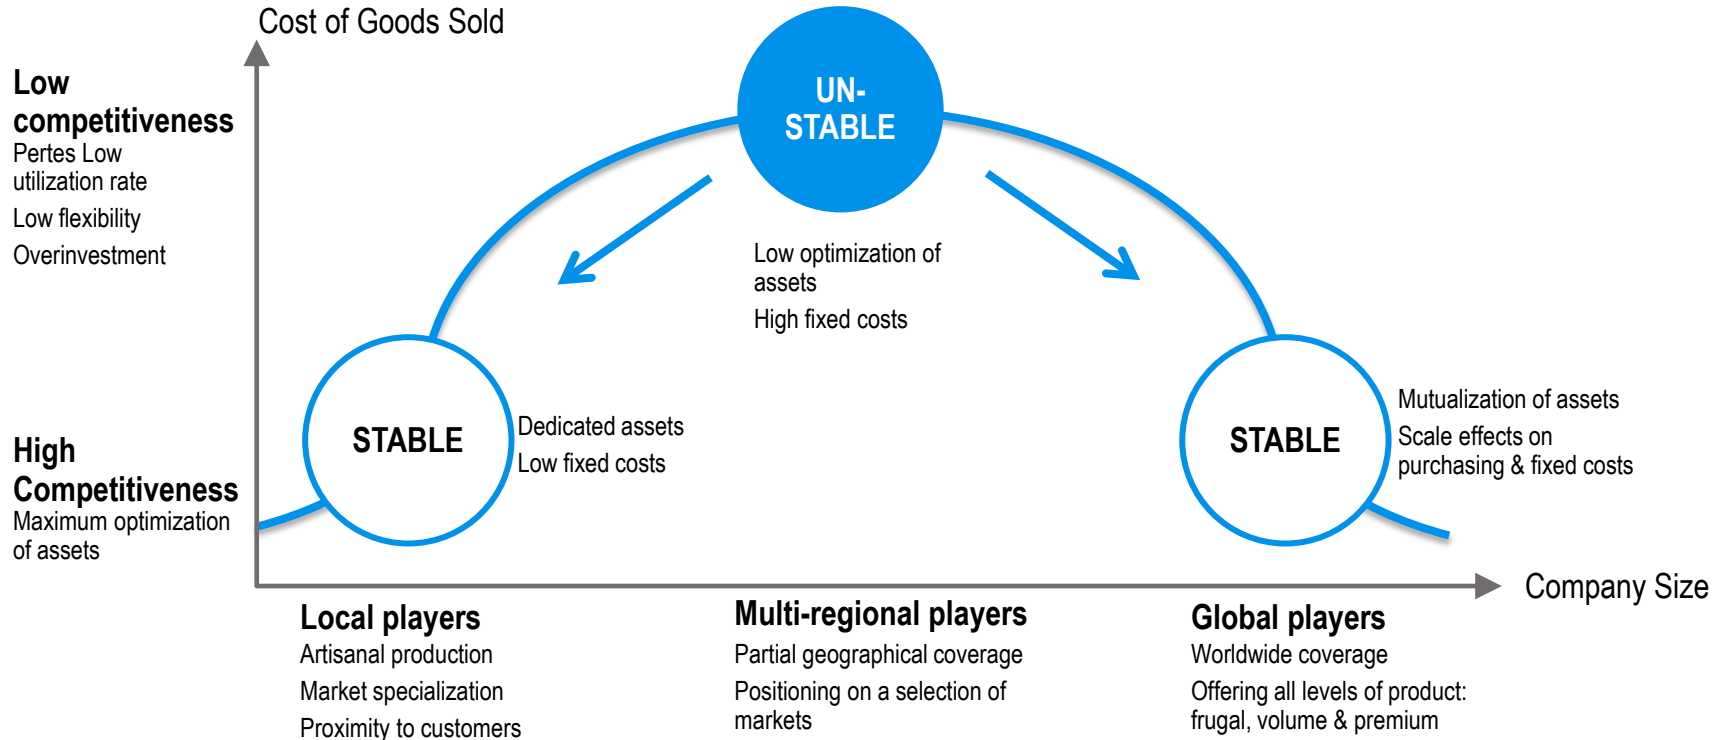 Cost of Goods Sold
Low
competitiveness
Pertes Low
utilization rate
Low flexibility
Overinvestment
UN-
STABLE
Low optimization of
assets
High fixed costs
High
Competitiveness
Maximum optimization
of assets
STABLE
Dedicated assets
Low fixed costs
STABLE
Mutualization of assets
Scale effects on
purchasing & fixed costs
Company Size
Local players
Artisanal production
Market specialization
Proximity to customers
Multi-regional players
Partial geographical coverage
Positioning on a selection of
markets
Global players
Worldwide coverage
Offering all levels of product:
frugal, volume & premium